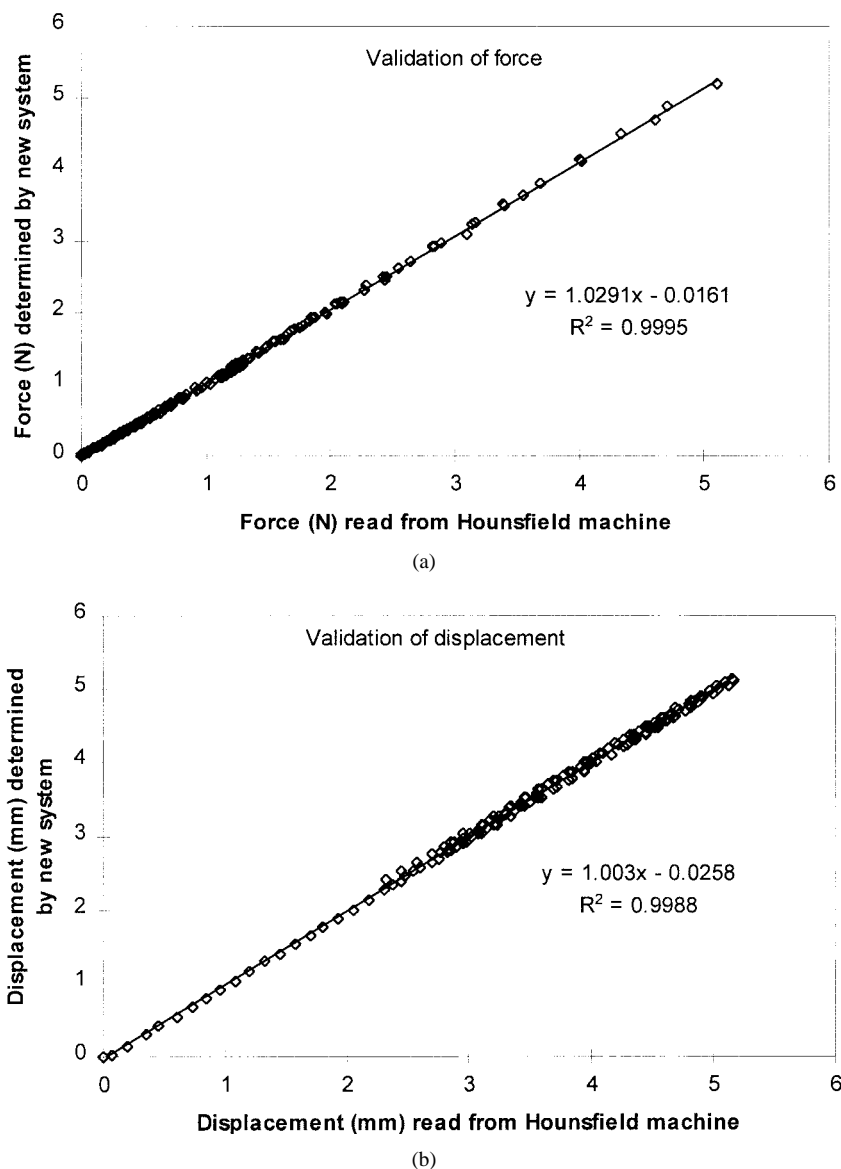 6
Validation of force
5
4
3
2
1
0
Force (N) determined by new system
y = 1.0291x - 0.0161
R² = 0.9995
0 1 2 3 4 5 6
Force (N) read from Hounsfield machine
(a)
6
Validation of displacement
5
4
3
2
1
0
Displacement (mm) determined
by new system
y = 1.003x - 0.0258
R² = 0.9988
0 1 2 3 4 5 6
Displacement (mm) read from Hounsfield machine
(b)